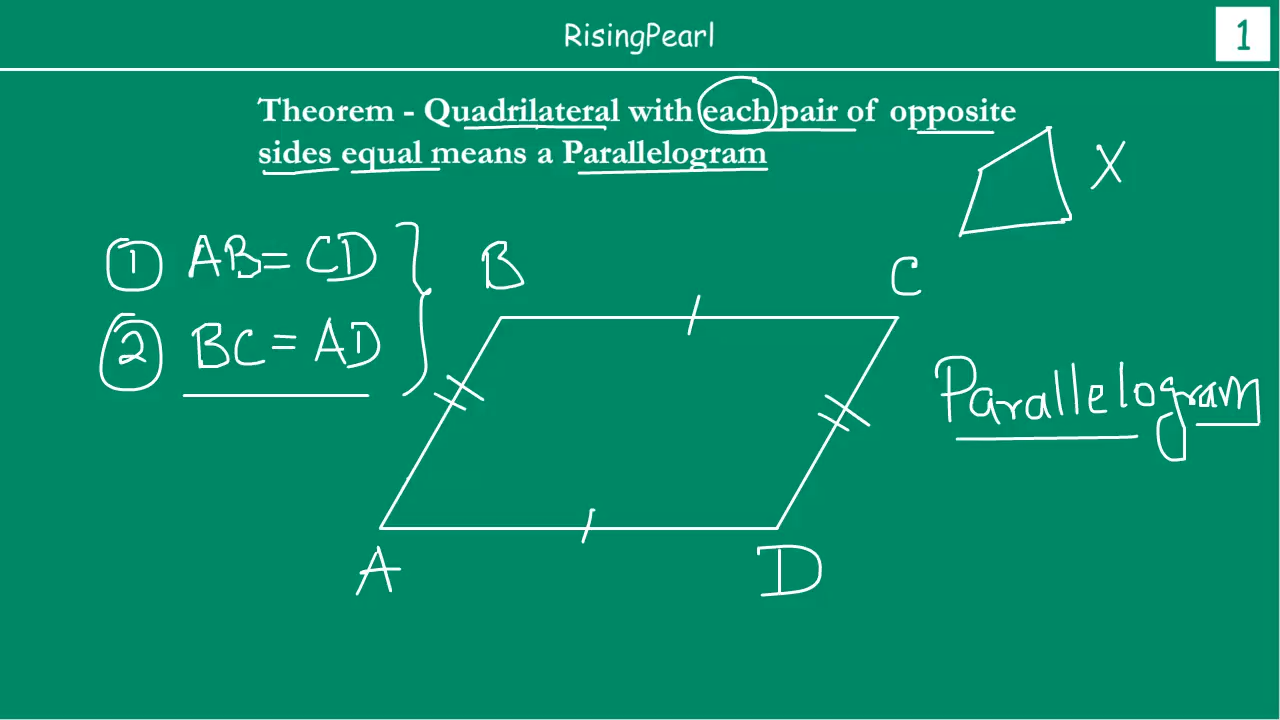 RisingPearl
1
Theorem - Quadrilateral with each pair of opposite
sides equal means a Parallelogram
X
1 AB = CD
2 BC = AD
B
C
Parallelogram
A
D